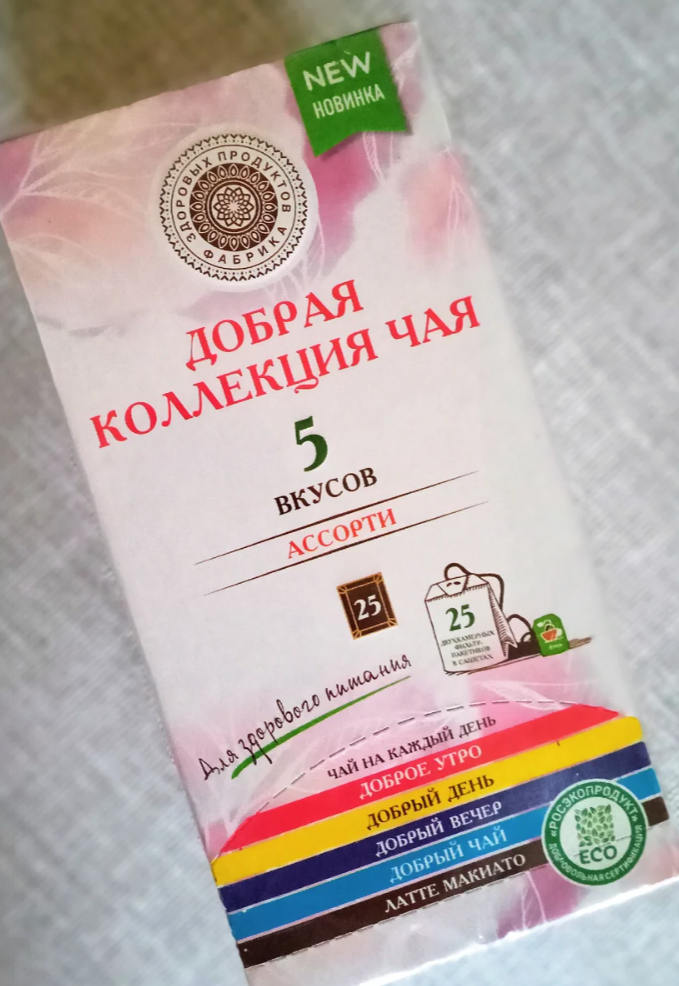 NEW
НОВИНКА
ФАБРИКА ЗДОРОВЫХ ПРОДУКТОВ
ДОБРАЯ
КОЛЛЕКЦИЯ ЧАЯ
5
ВКУСОВ
АССОРТИ
25
25
ДВУХКАМЕРНЫХ
ФИЛЬТР-
ПАКЕТИКОВ
В САШЕТАХ
Для здорового питания
ЧАЙ НА КАЖДЫЙ ДЕНЬ
ДОБРОЕ УТРО
ДОБРЫЙ ДЕНЬ
ДОБРЫЙ ВЕЧЕР
ДОБРЫЙ ЧАЙ
ЛАТТЕ МАКИАТО
«РОСЭКОПРОДУКТ»
ECO
ДОБРОВОЛЬНАЯ СЕРТИФИКАЦИЯ